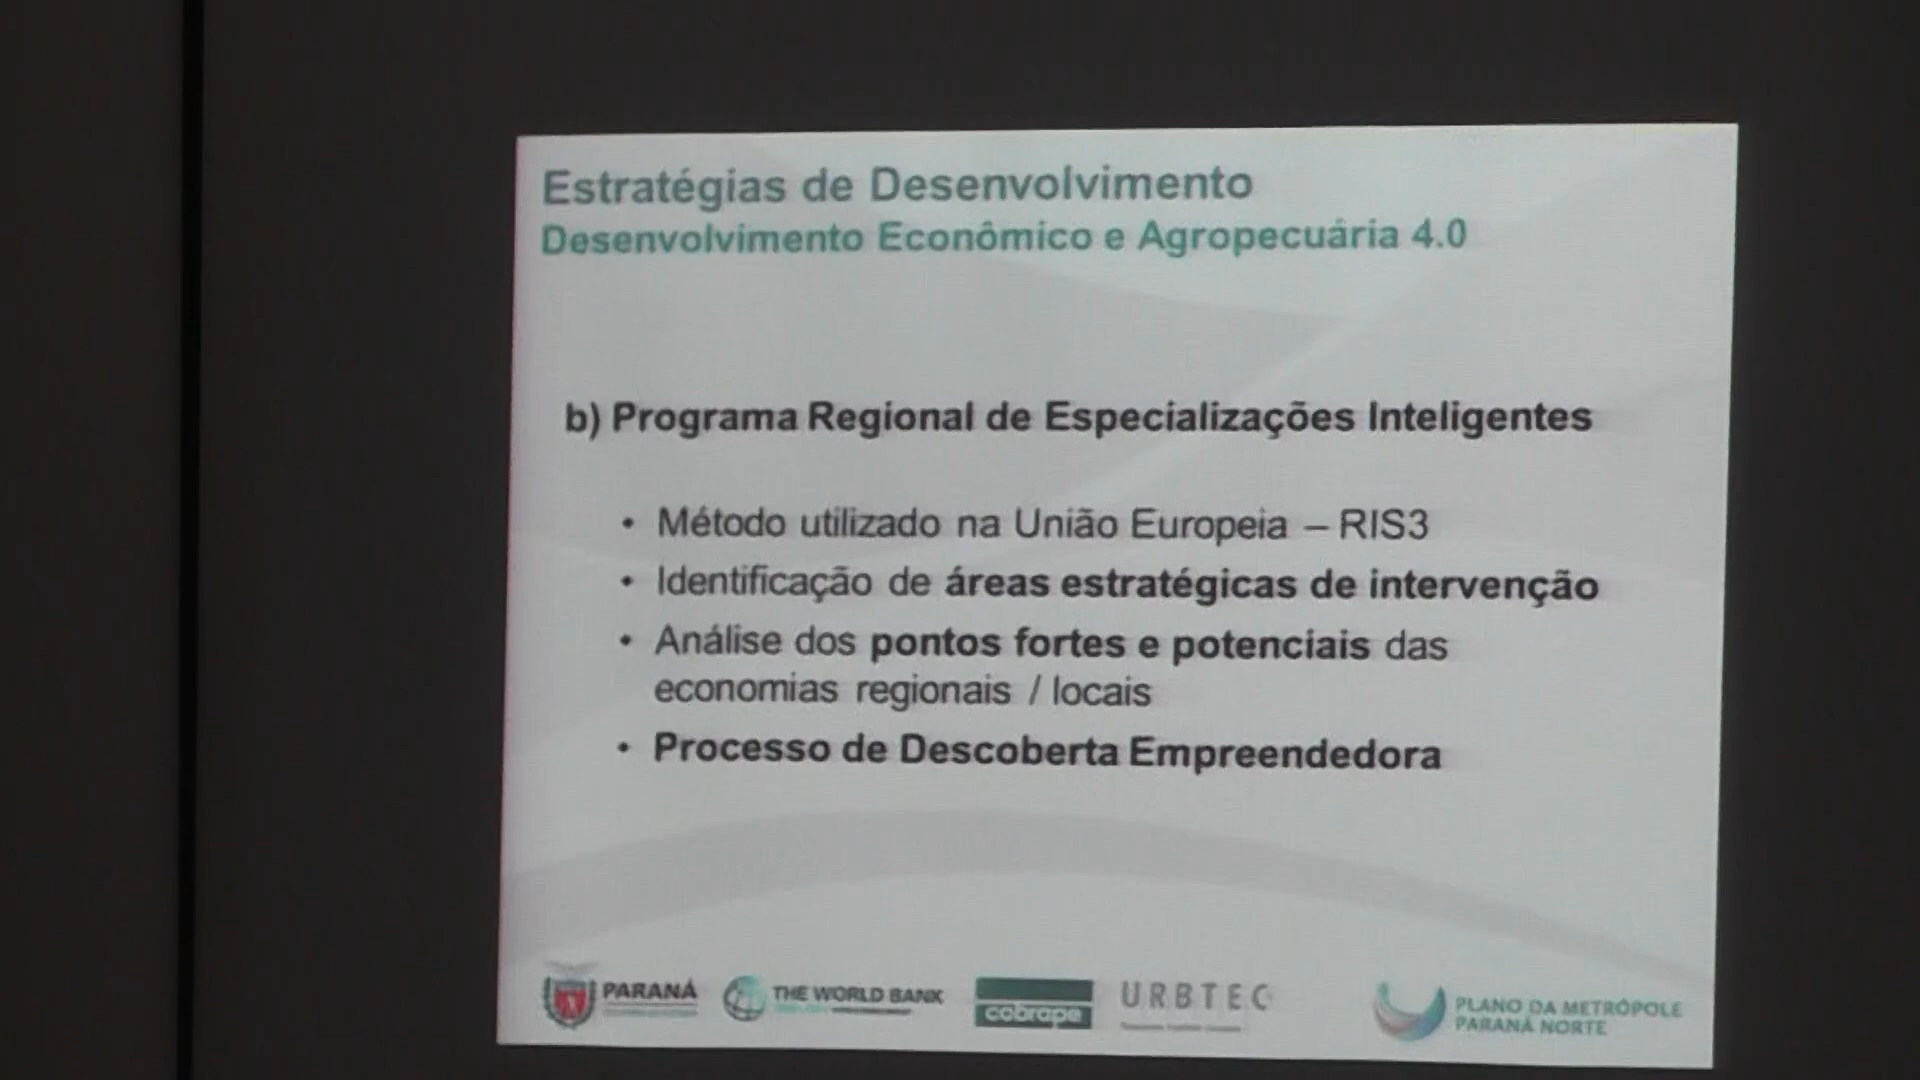 Estratégias de Desenvolvimento
Desenvolvimento Econômico e Agropecuária 4.0
b) Programa Regional de Especializações Inteligentes
• Método utilizado na União Europeia – RIS3
• Identificação de áreas estratégicas de intervenção
• Análise dos pontos fortes e potenciais das
economias regionais / locais
• Processo de Descoberta Empreendedora
PARANÁ
THE WORLD BANK
cobrape
URBTEC
PLANO DA METRÓPOLE
PARANÁ NORTE